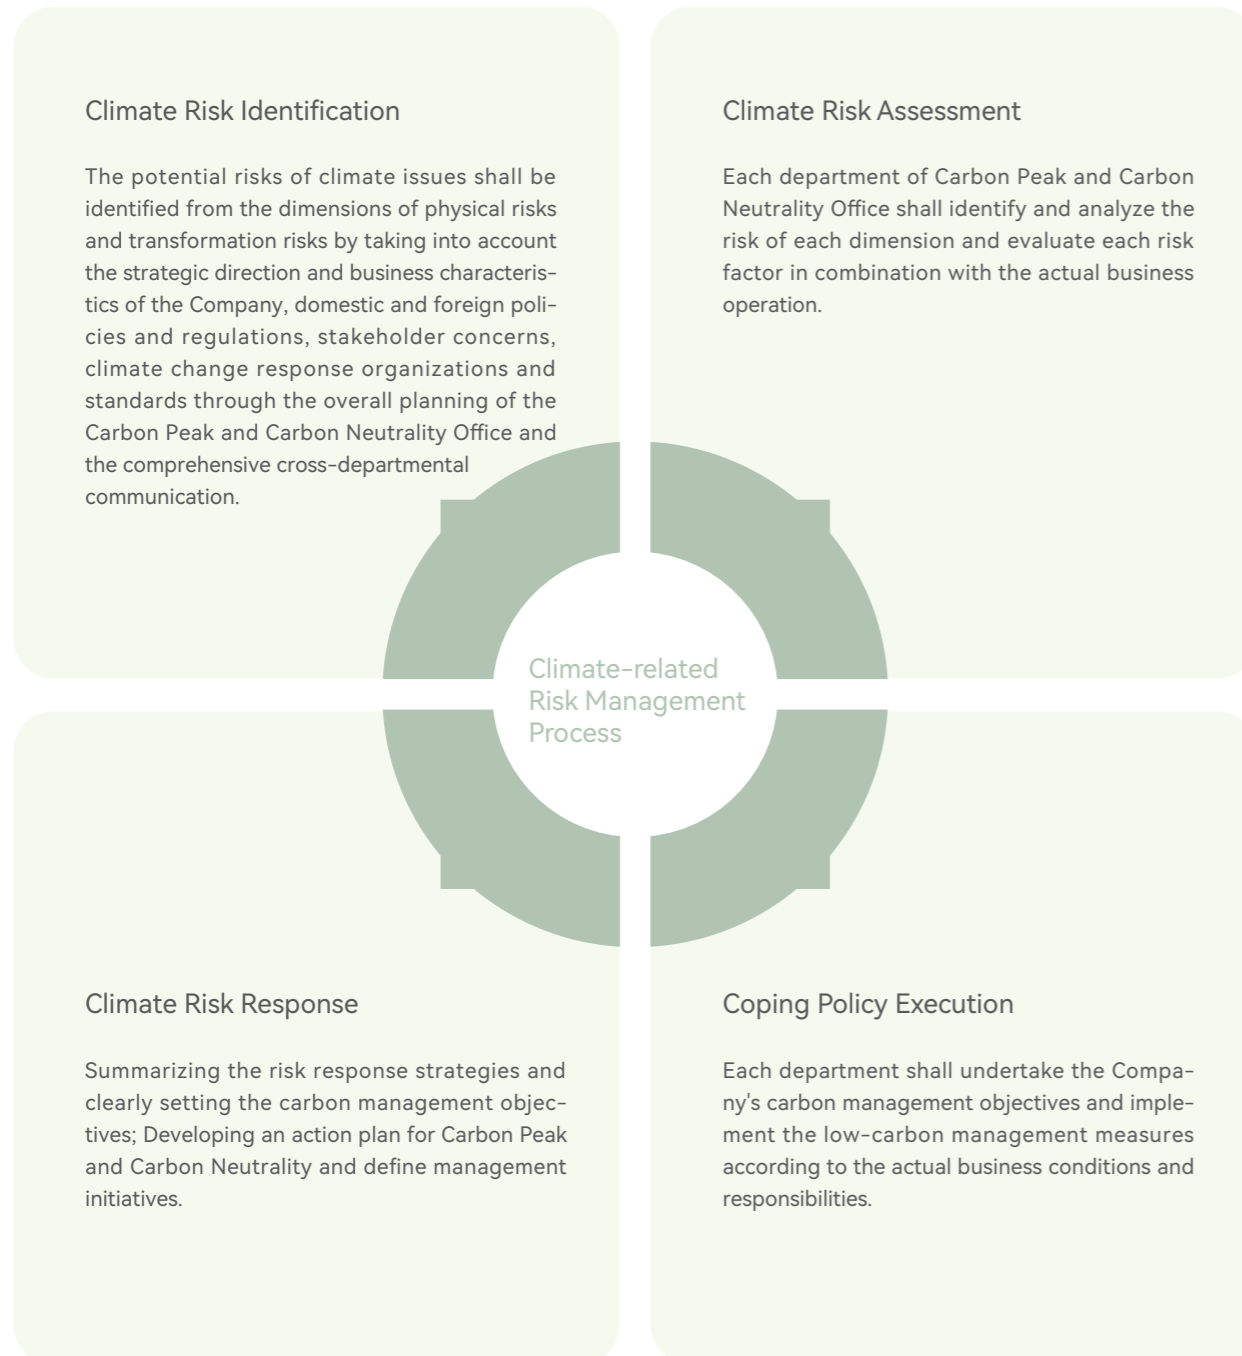 Climate Risk Identification
The potential risks of climate issues shall be
identified from the dimensions of physical risks
and transformation risks by taking into account
the strategic direction and business characteris-
tics of the Company, domestic and foreign poli-
cies and regulations, stakeholder concerns,
climate change response organizations and
standards through the overall planning of the
Carbon Peak and Carbon Neutrality Office and
the comprehensive cross-departmental
communication.
Climate Risk Assessment
Each department of Carbon Peak and Carbon
Neutrality Office shall identify and analyze the
risk of each dimension and evaluate each risk
factor in combination with the actual business
operation.
Climate-related
Risk Management
Process
Climate Risk Response
Summarizing the risk response strategies and
clearly setting the carbon management objec-
tives; Developing an action plan for Carbon Peak
and Carbon Neutrality and define management
initiatives.
Coping Policy Execution
Each department shall undertake the Compa-
ny's carbon management objectives and imple-
ment the low-carbon management measures
according to the actual business conditions and
responsibilities.